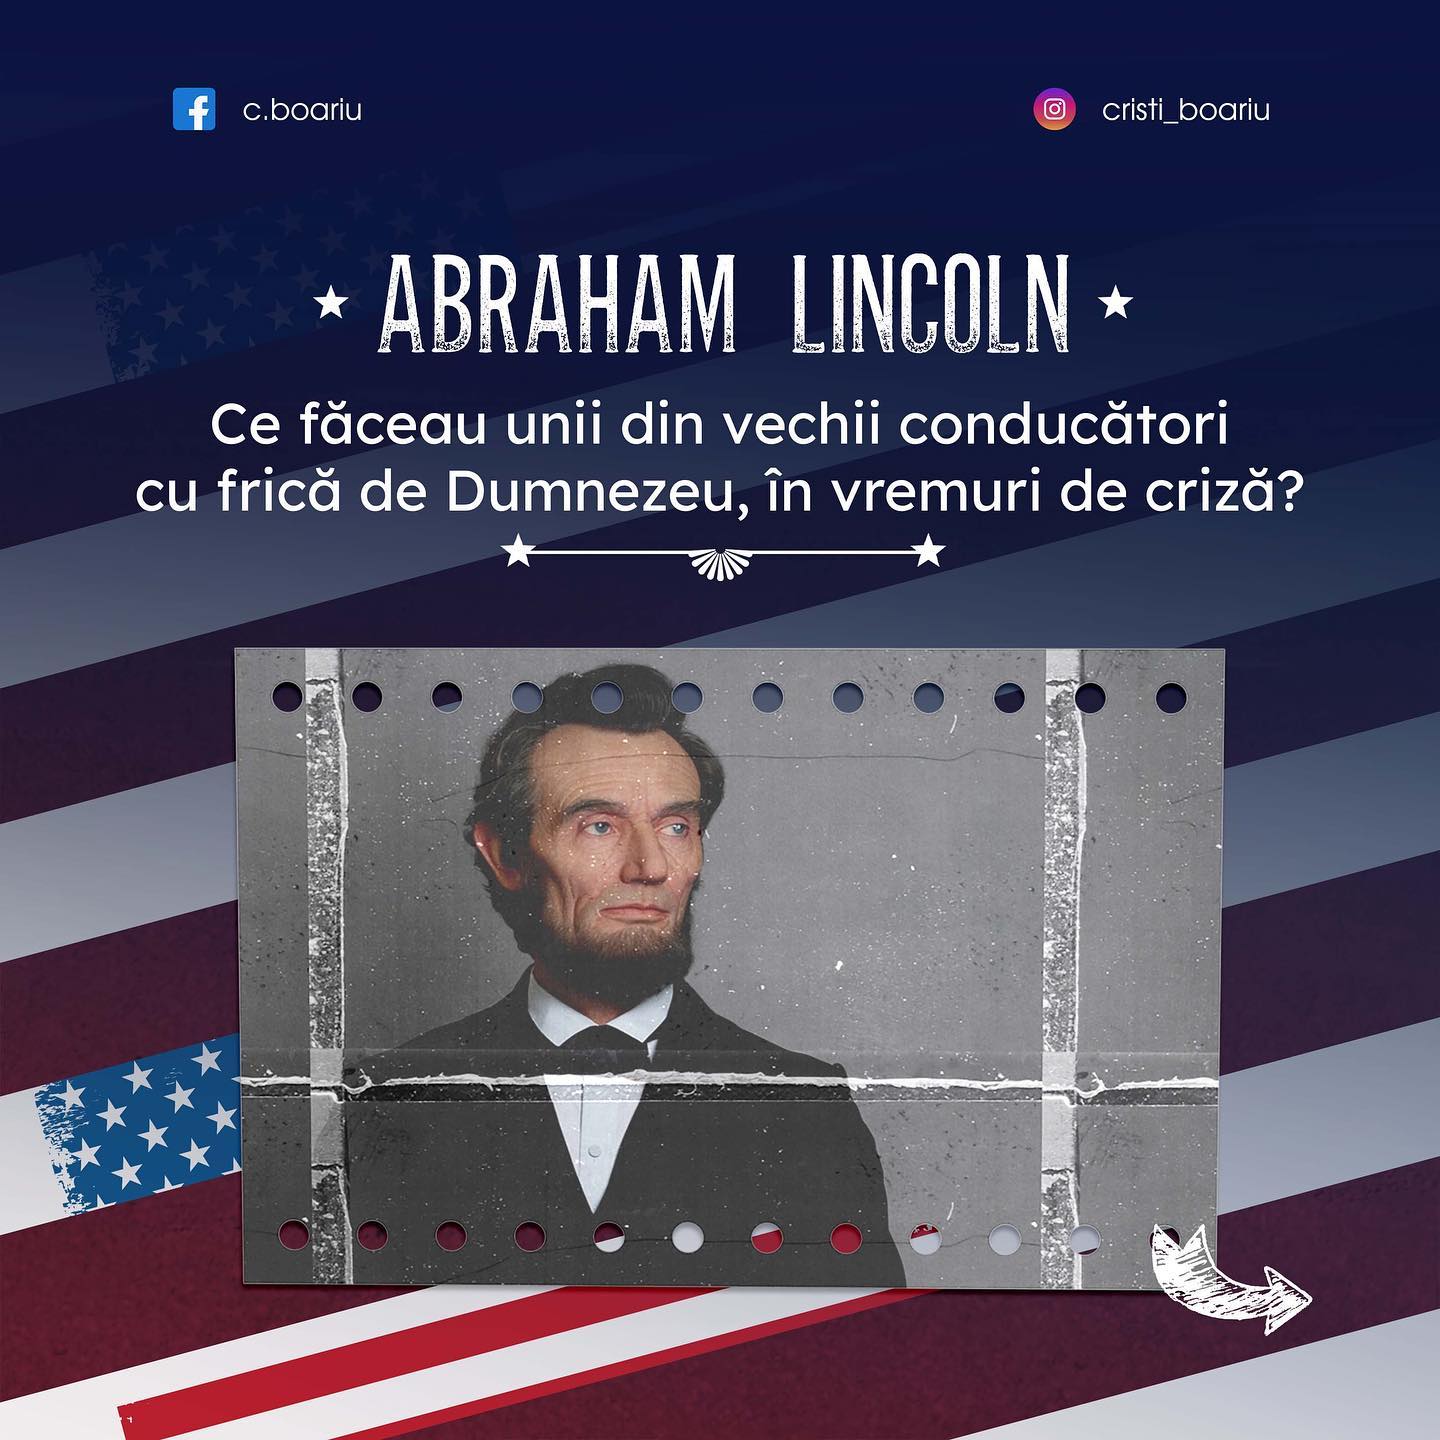 c.boariu
cristi_boariu
ABRAHAM LINCOLN
Ce făceau unii din vechii conducători
cu frică de Dumnezeu, în vremuri de criză?